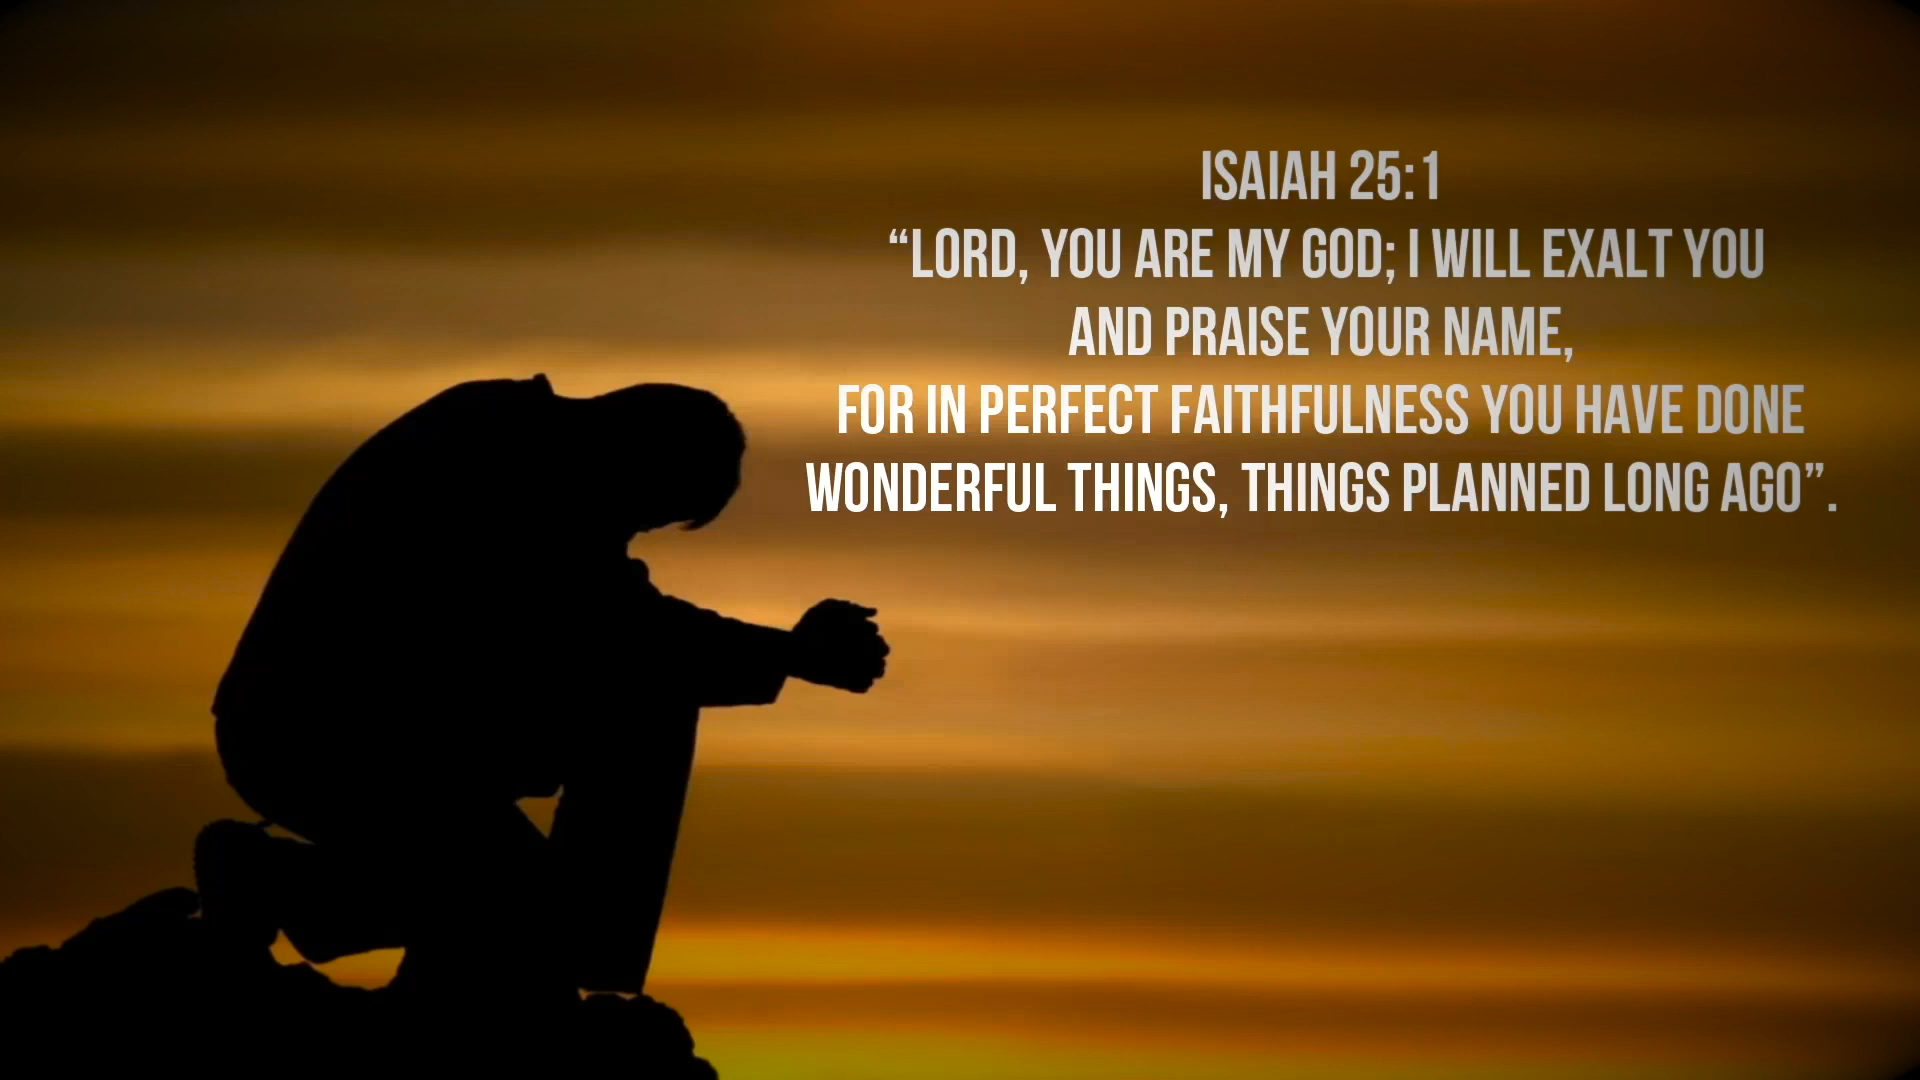 ISAIAH 25:1
“LORD, YOU ARE MY GOD; I WILL EXALT YOU
AND PRAISE YOUR NAME,
FOR IN PERFECT FAITHFULNESS YOU HAVE DONE
WONDERFUL THINGS, THINGS PLANNED LONG AGO”.